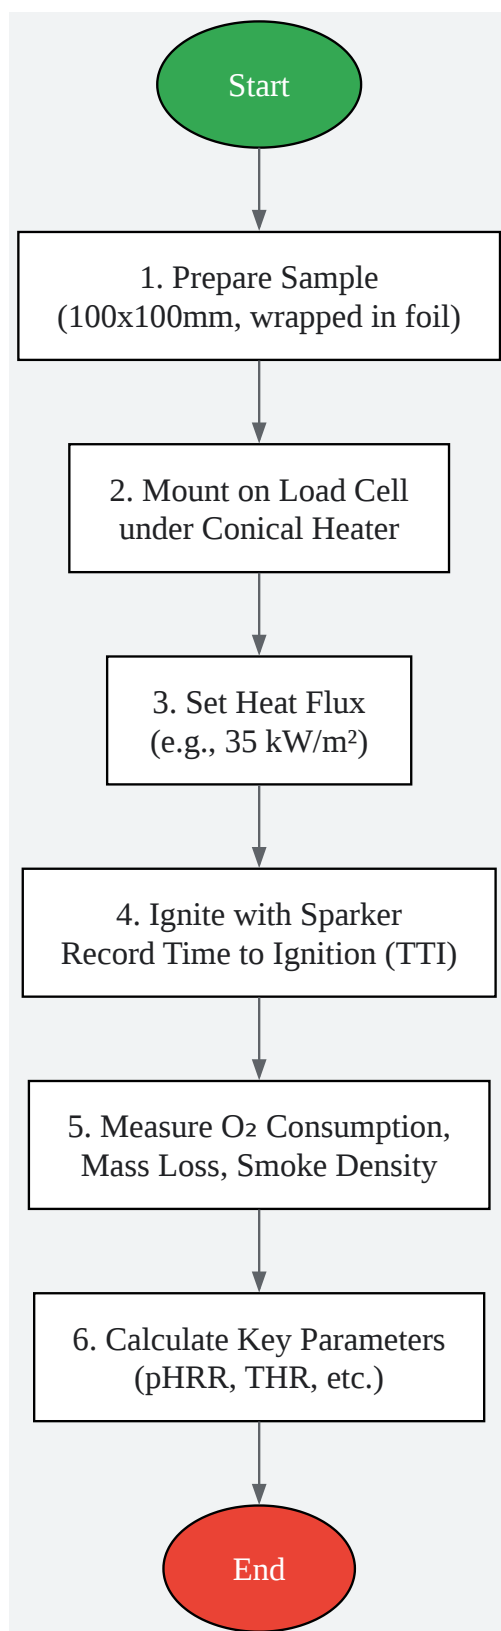 Start
1. Prepare Sample
(100x100mm, wrapped in foil)
2. Mount on Load Cell
under Conical Heater
3. Set Heat Flux
(e.g., 35 kW/m²)
4. Ignite with Sparker
Record Time to Ignition (TTI)
5. Measure O₂ Consumption,
Mass Loss, Smoke Density
6. Calculate Key Parameters
(pHRR, THR, etc.)
End